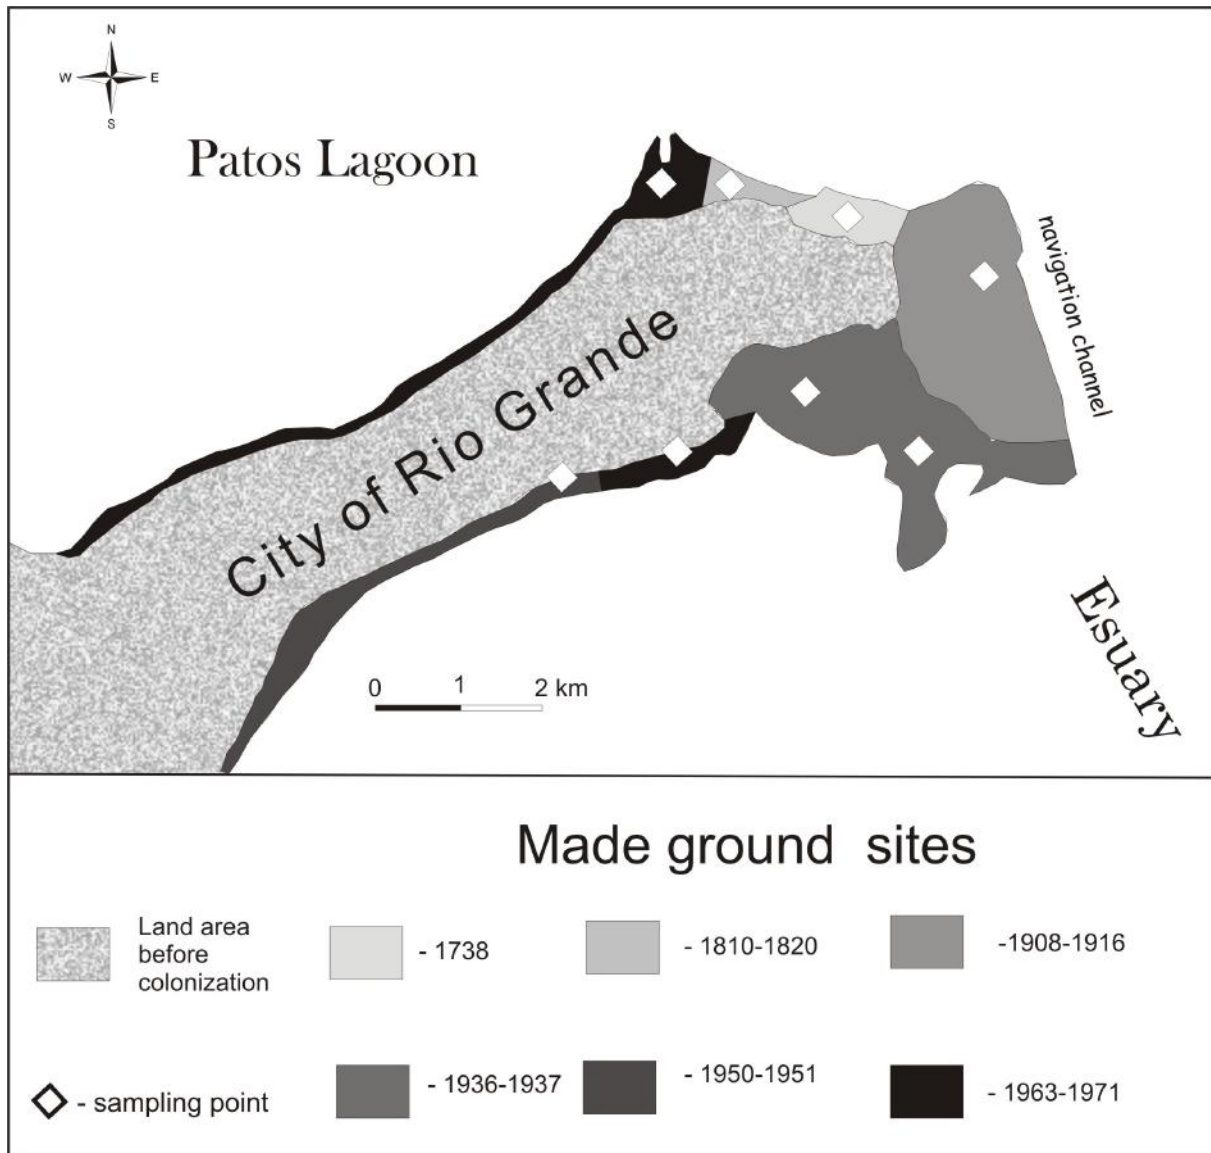 N
W E
S
Patos Lagoon
navigation channel
City of Rio Grande
Esuary
0 1 2 km
Made ground sites
Land area
before
colonization
- 1738
- 1810-1820
-1908-1916
- sampling point
- 1936-1937
- 1950-1951
- 1963-1971